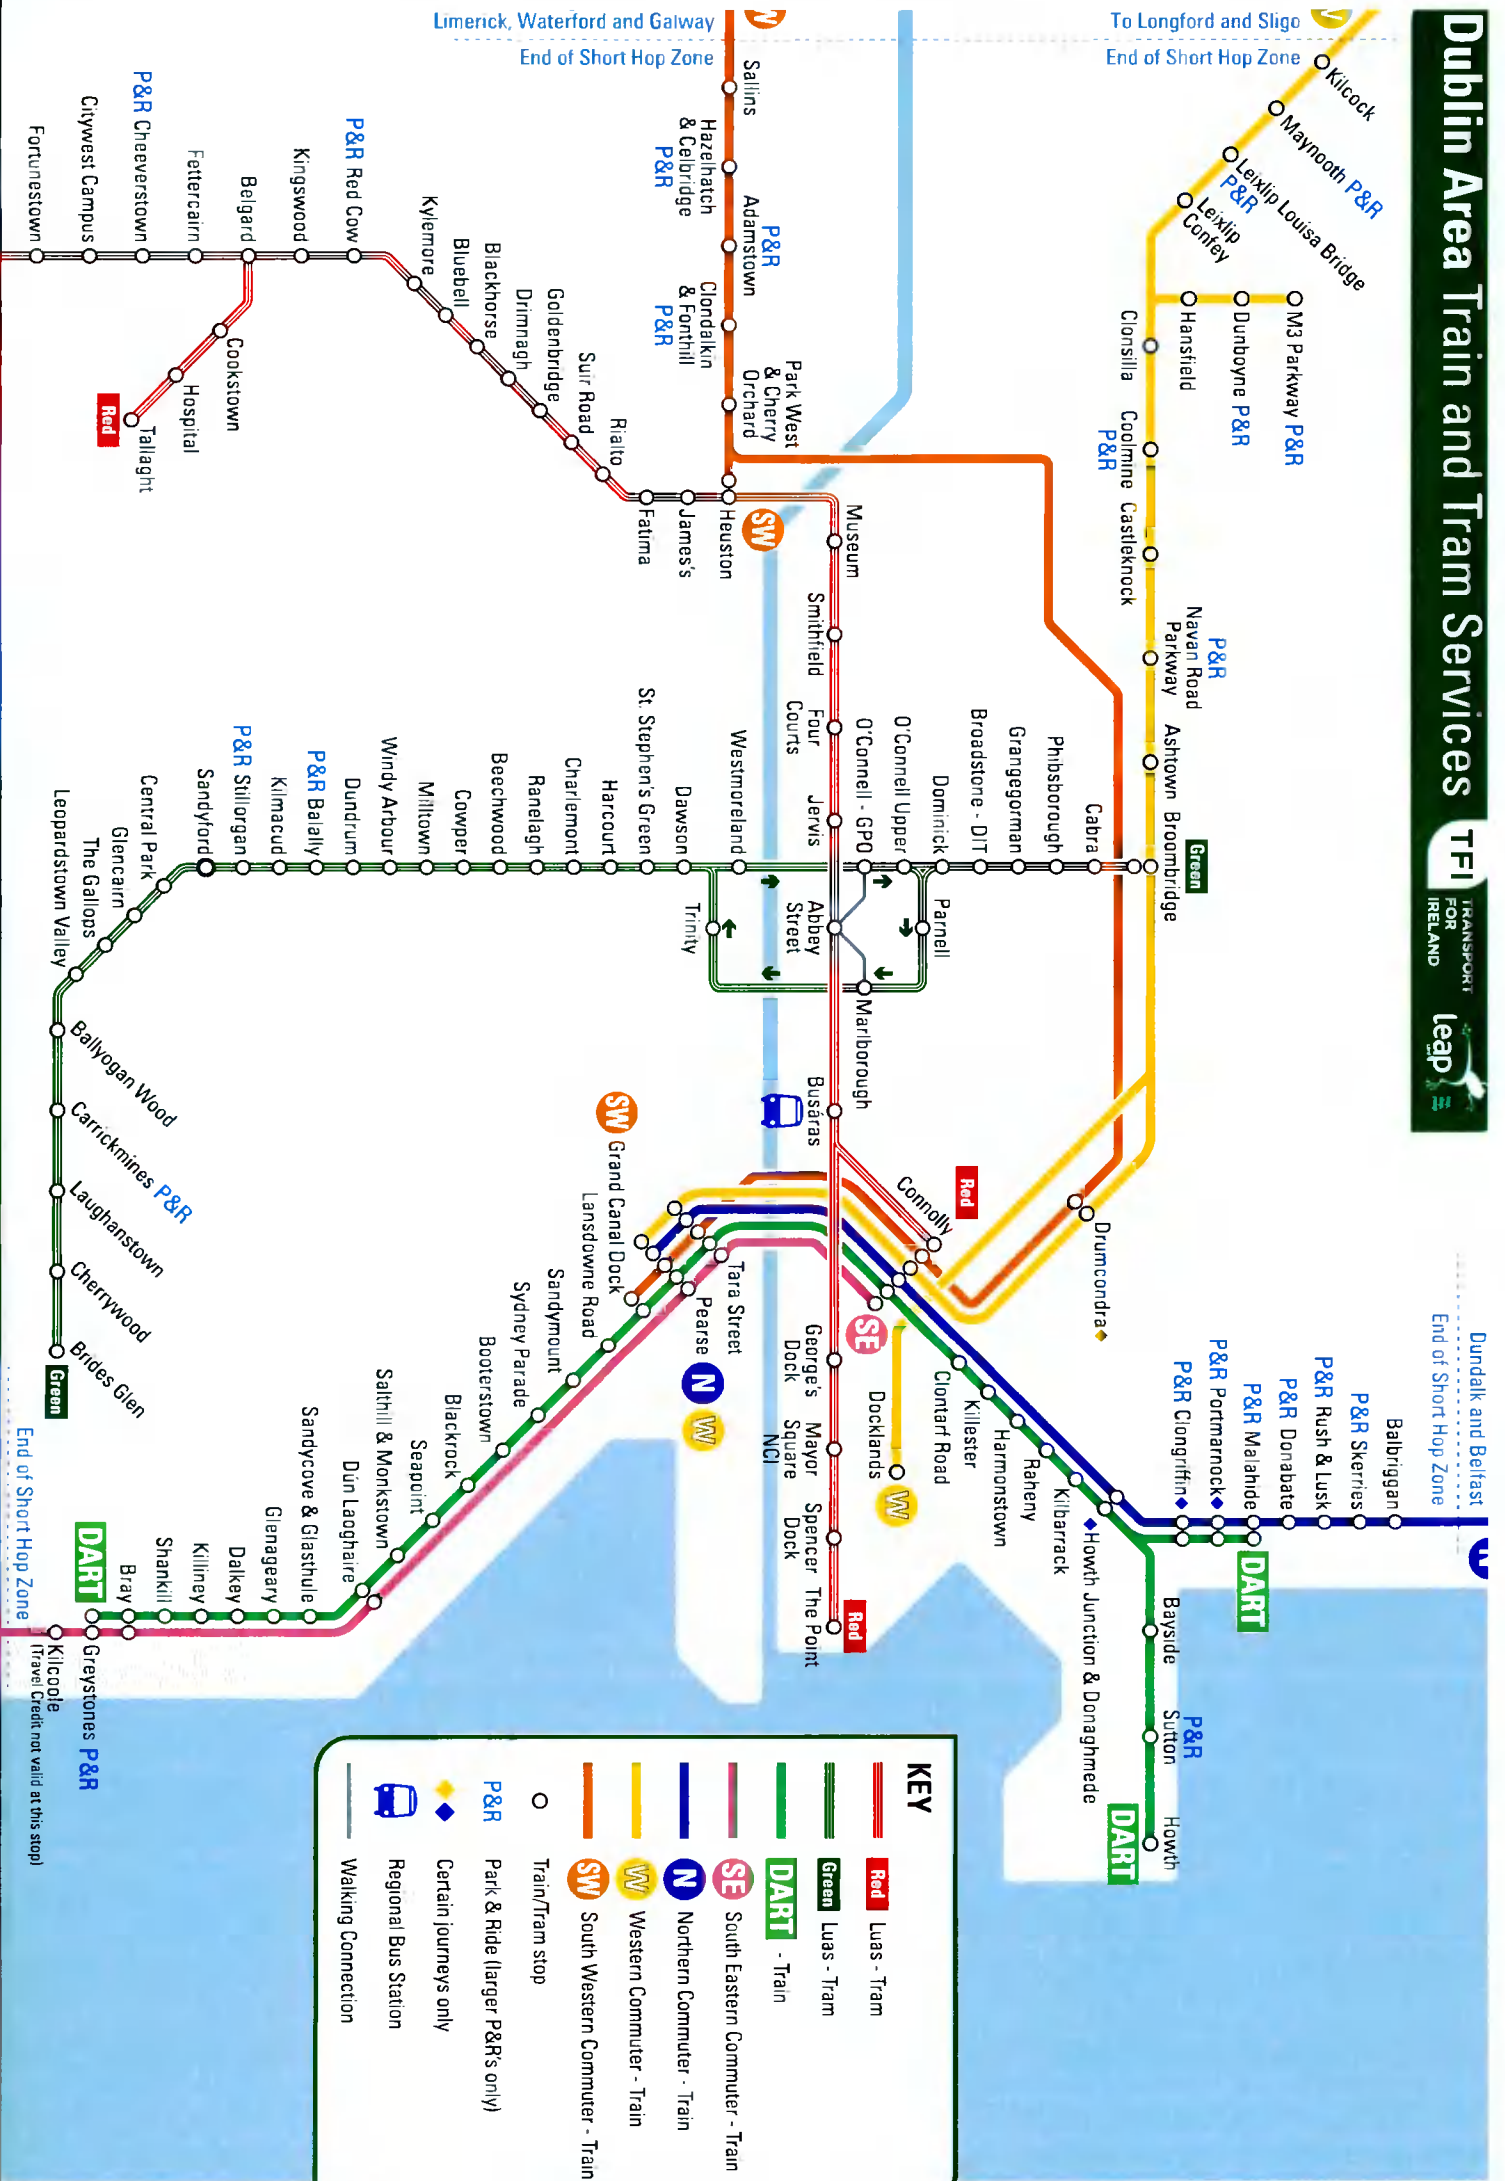 Dublin Area Train and Tram Services
TFI
TRANSPORT
FOR
IRELAND
leap
To Longford and Sligo
End of Short Hop Zone
W
Kilcock
Maynooth P&R
Leixlip Louisa Bridge
P&R
Leixlip
Confey
M3 Parkway P&R
Dunboyne P&R
Hansfield
Clonsilla
Coolmine
P&R
Castleknock
P&R
Navan Road
Parkway
Ashtown
Broombridge
Green
Drumcondra
Limerick, Waterford and Galway
End of Short Hop Zone
SW
Sallins
Hazelhatch
& Celbridge
P&R
P&R
Adamstown
Clondalkin
& Fonthill
P&R
Park West
& Cherry
Orchard
Heuston
SW
Museum
Smithfield
Four
Courts
Jervis
Abbey
Street
Busáras
Connolly
Red
George's
Dock
Mayor
Square
NCI
Spencer
Dock
The Point
Red
James's
Fatima
Rialto
Suir Road
Goldenbridge
Drimnagh
Blackhorse
Bluebell
Kylemore
P&R Red Cow
Kingswood
Belgard
Fettercairn
P&R Cheeverstown
Citywest Campus
Fortunestown
Cookstown
Hospital
Tallaght
Red
Cabra
Phibsborough
Grangegorman
Broadstone - DIT
Dominick
O'Connell Upper
O'Connell - GPO
Parnell
Marlborough
Westmoreland
Trinity
Dawson
St. Stephen's Green
Harcourt
Charlemont
Ranelagh
Beechwood
Cowper
Milltown
Windy Arbour
Dundrum
P&R Balally
Kilmacud
P&R Stillorgan
Sandyford
Central Park
Glencairn
The Gallops
Leopardstown Valley
Ballyogan Wood
Carrickmines P&R
Laughanstown
Cherrywood
Brides Glen
Green
Dundalk and Belfast
End of Short Hop Zone
N
Balbriggan
P&R Skerries
P&R Rush & Lusk
P&R Donabate
P&R Malahide
P&R Portmarnock
P&R Clongriffin
DART
Bayside
P&R
Sutton
Howth
DART
Howth Junction & Donaghmede
Kilbarrack
Raheny
Harmonstown
Killester
Clontarf Road
Docklands
W
SE
Tara Street
Pearse
N
W
SW
Grand Canal Dock
Lansdowne Road
Sandymount
Sydney Parade
Booterstown
Blackrock
Seapoint
Salthill & Monkstown
Dún Laoghaire
Sandycove & Glasthule
Glenageary
Dalkey
Killiney
Shankill
Bray
DART
Greystones P&R
Kilcoole
(Travel Credit not valid at this stop)
End of Short Hop Zone
KEY
Red Luas - Tram
Green Luas - Tram
DART - Train
SE South Eastern Commuter - Train
N Northern Commuter - Train
W Western Commuter - Train
SW South Western Commuter - Train
Train/Tram stop
P&R Park & Ride (larger P&R's only)
Certain journeys only
Regional Bus Station
Walking Connection